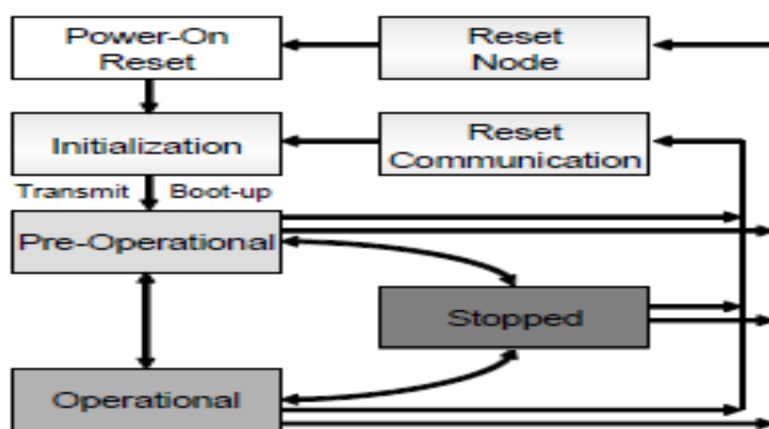 Power-On
Reset
Reset
Node
Initialization
Reset
Communication
Transmit Boot-up
Pre-Operational
Stopped
Operational